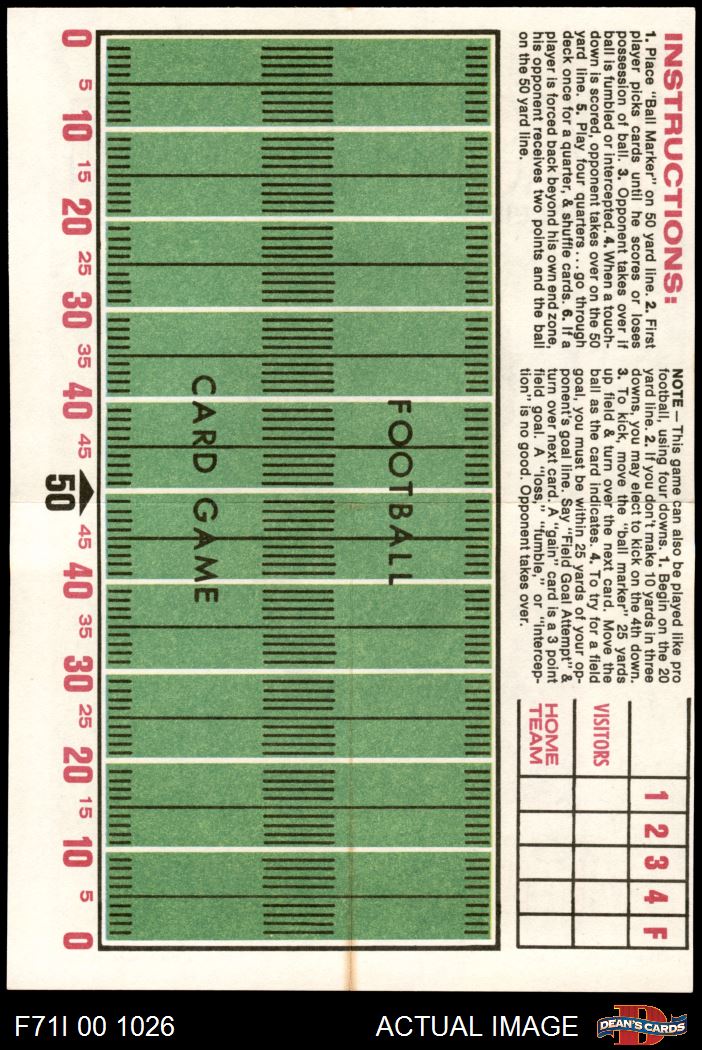 INSTRUCTIONS:
1. Place "Ball Marker" on 50 yard line. 2. First
player picks cards until he scores or loses
possession of ball. 3. Opponent takes over if
ball is fumbled or intercepted. 4. When a touch-
down is scored, opponent takes over on the 50
yard line. 5. Play four quarters . . . go through
deck once for a quarter, & shuffle cards. 6. If a
player is forced back beyond his own end zone,
his opponent receives two points and the ball
on the 50 yard line.
NOTE — This game can also be played like pro
football, using four downs. 1. Begin on the 20
yard line. 2. If you don't make 10 yards in three
downs, you may elect to kick on the 4th down.
3. To kick, move the "ball marker" 25 yards
up field & turn over the next card. Move the
ball as the card indicates. 4. To try for a field
goal, you must be within 25 yards of your op-
ponent's goal line. Say "Field Goal Attempt" &
turn over next card. A "gain" card is a 3 point
field goal. A "loss," "fumble," or "intercep-
tion" is no good. Opponent takes over.
1 2 3 4 F
VISITORS
HOME
TEAM
FOOTBALL
CARD GAME
0 5 10 15 20 25 30 35 40 45 50 45 40 35 30 25 20 15 10 5 0
F71I 00 1026 ACTUAL IMAGE DEAN'S CARDS